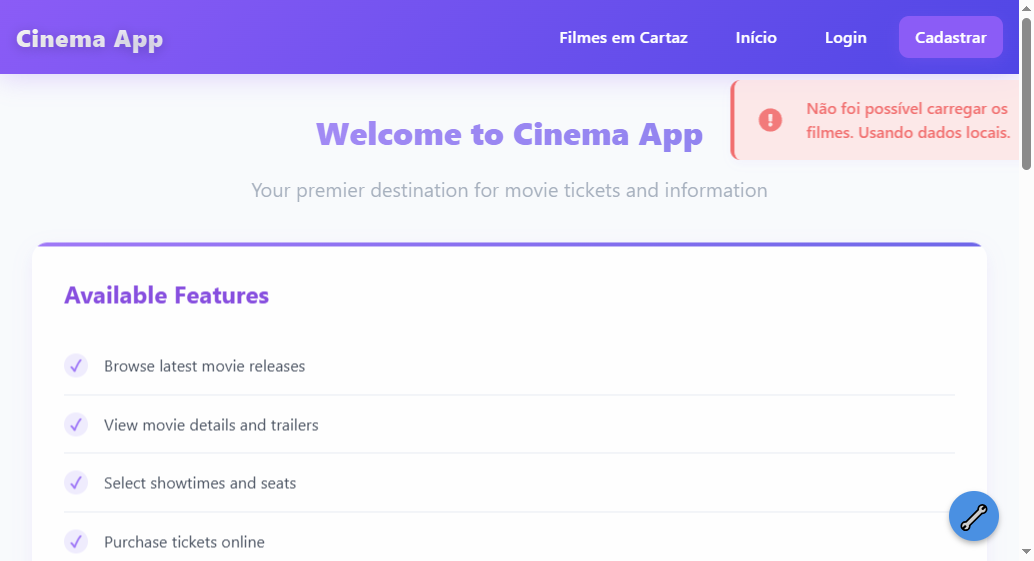 Cinema App
Filmes em Cartaz
Início
Login
Cadastrar
Não foi possível carregar os
filmes. Usando dados locais.
Welcome to Cinema App
Your premier destination for movie tickets and information
Available Features
Browse latest movie releases
View movie details and trailers
Select showtimes and seats
Purchase tickets online